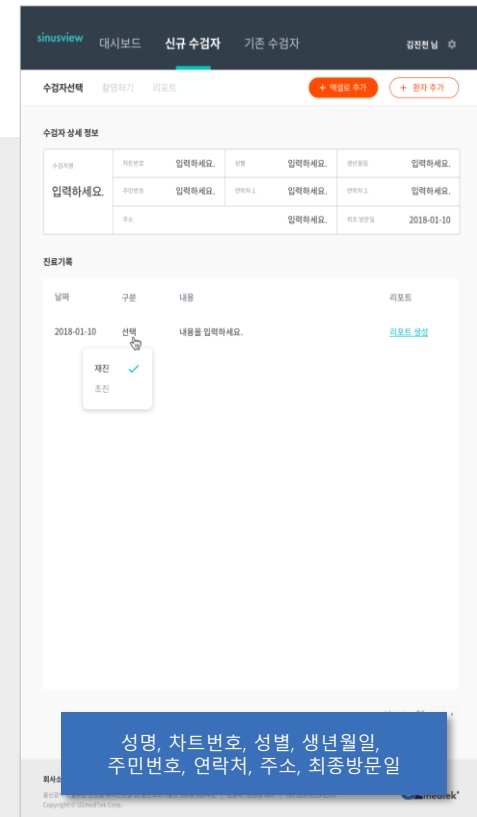 sinusview 대시보드 신규 수검자 기존 수검자 김진천 님
수검자선택 촬영하기 리포트 + 엑셀로 추가 + 환자 추가
수검자 상세 정보
수검자명 차트번호 입력하세요. 성별 입력하세요. 생년월일 입력하세요.
입력하세요. 주민번호 입력하세요. 연락처 1. 입력하세요. 연락처 2. 입력하세요.
주소 입력하세요. 최초 방문일 2018-01-10
진료기록
날짜 구분 내용 리포트
2018-01-10 선택 내용을 입력하세요. 리포트 생성
재진
초진
성명, 차트번호, 성별, 생년월일,
주민번호, 연락처, 주소, 최종방문일
Copyright © U2medTek Corp.